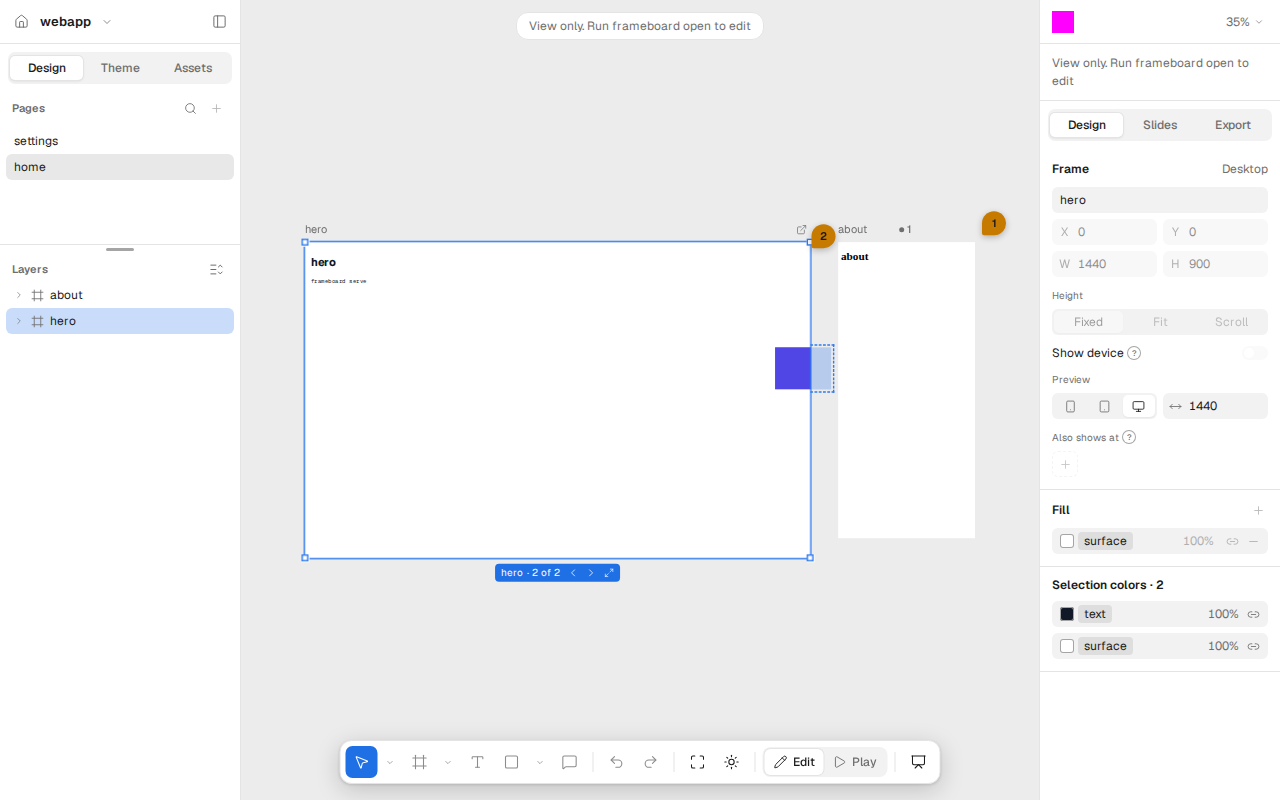 webapp
View only. Run frameboard open to edit
35%
View only. Run frameboard open to
edit
Design
Theme
Assets
Design
Slides
Export
Pages
settings
home
Frame
Desktop
hero
X 0
Y 0
W 1440
H 900
hero
2
about
1
1
hero
frameboard serve
about
Layers
about
hero
Height
Fixed
Fit
Scroll
Show device ?
Preview
1440
Also shows at ?
Fill
surface 100%
hero · 2 of 2
Selection colors · 2
text 100%
surface 100%
Edit
Play